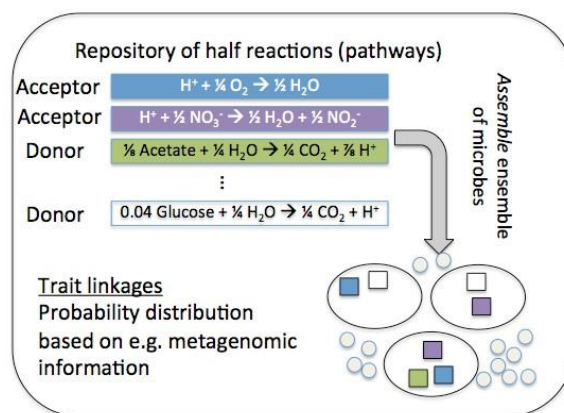 Repository of half reactions (pathways)
Acceptor H⁺ + ¼ O₂ → ½ H₂O
Acceptor H⁺ + ½ NO₃⁻ → ½ H₂O + ½ NO₂⁻
Donor ⅛ Acetate + ¼ H₂O → ¼ CO₂ + ⅞ H⁺
⋮
Donor 0.04 Glucose + ¼ H₂O → ¼ CO₂ + H⁺
Assemble ensemble
of microbes
Trait linkages
Probability distribution
based on e.g. metagenomic
information